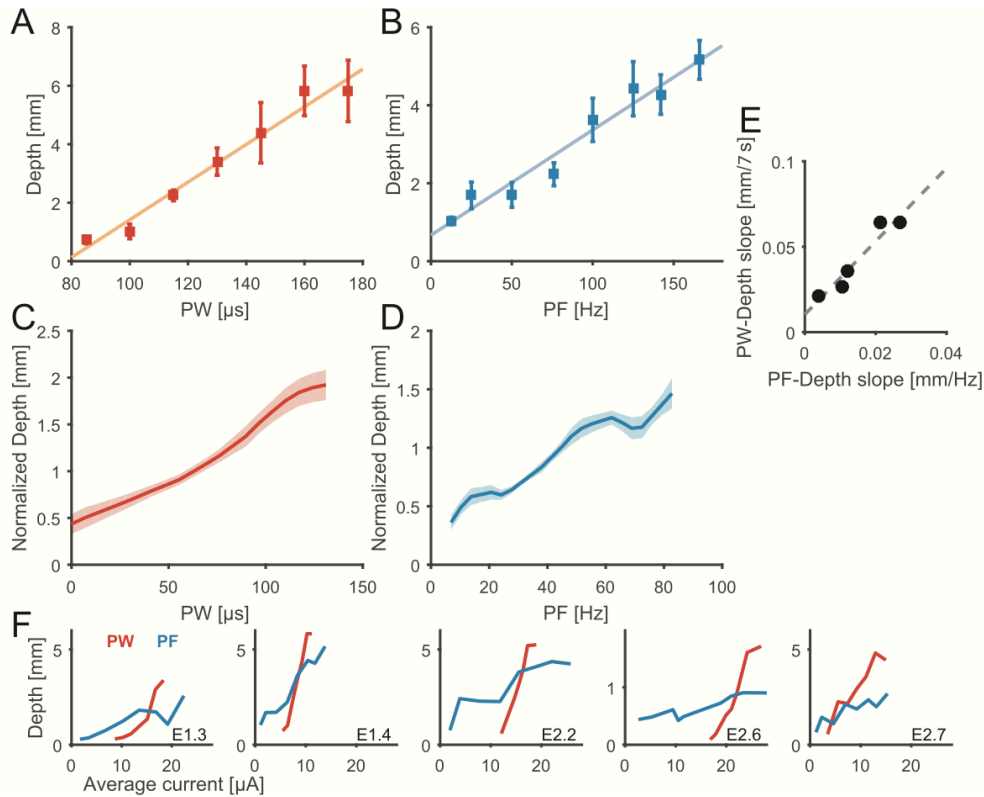 A
Depth [mm]
8
6
4
2
0
80 100 120 140 160 180
PW [µs]
B
Depth [mm]
6
4
2
0
0 50 100 150
PF [Hz]
E
PW-Depth slope [mm/7 s]
0.1
0.05
0
0 0.02 0.04
PF-Depth slope [mm/Hz]
C
Normalized Depth [mm]
2.5
2
1.5
1
0.5
0
0 50 100 150
PW [µs]
D
Normalized Depth [mm]
2
1.5
1
0.5
0
0 20 40 60 80 100
PF [Hz]
F
Depth [mm]
PW PF
5
0
E1.3
0 10 20
5
0
E1.4
0 10 20
5
0
E2.2
0 10 20
1
0
E2.6
0 10 20
5
0
E2.7
0 10 20
Average current [µA]